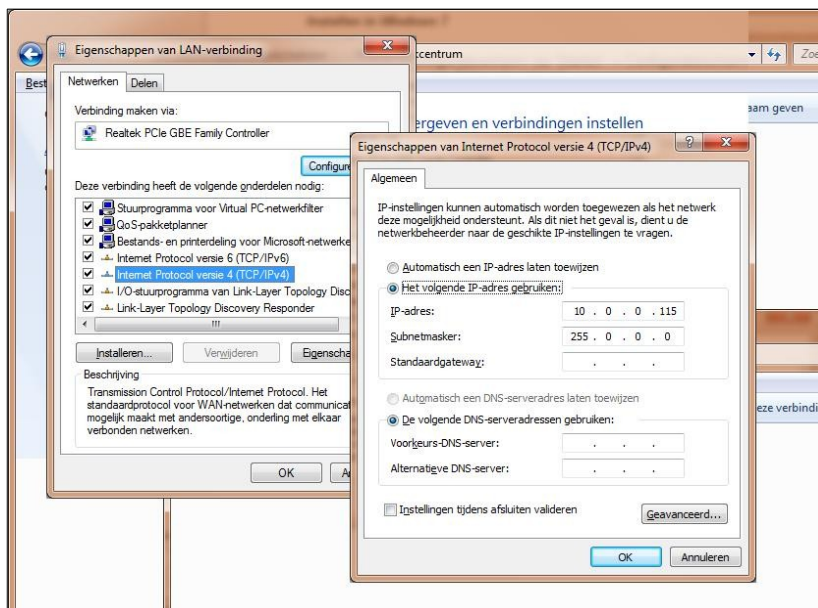 Instellen in Windows 7
kcentrum
Zoe
Best
aam geven
ergeven en verbindingen instellen
eze verbindi
Eigenschappen van LAN-verbinding
Netwerken
Delen
Verbinding maken via:
Realtek PCIe GBE Family Controller
Configure
Deze verbinding heeft de volgende onderdelen nodig:
Stuurprogramma voor Virtual PC-netwerkfilter
QoS-pakketplanner
Bestands- en printerdeling voor Microsoft-netwerke
Internet Protocol versie 6 (TCP/IPv6)
Internet Protocol versie 4 (TCP/IPv4)
I/O-stuurprogramma van Link-Layer Topology Disc
Link-Layer Topology Discovery Responder
Installeren...
Verwijderen
Eigenscha
Beschrijving
Transmission Control Protocol/Internet Protocol. Het
standaardprotocol voor WAN-netwerken dat communicat
mogelijk maakt met andersoortige, onderling met elkaar
verbonden netwerken.
OK
A
Eigenschappen van Internet Protocol versie 4 (TCP/IPv4)
Algemeen
IP-instellingen kunnen automatisch worden toegewezen als het netwerk
deze mogelijkheid ondersteunt. Als dit niet het geval is, dient u de
netwerkbeheerder naar de geschikte IP-instellingen te vragen.
Automatisch een IP-adres laten toewijzen
Het volgende IP-adres gebruiken:
IP-adres: 10 . 0 . 0 . 115
Subnetmasker: 255 . 0 . 0 . 0
Standaardgateway: . . .
Automatisch een DNS-serveradres laten toewijzen
De volgende DNS-serveradressen gebruiken:
Voorkeurs-DNS-server: . . .
Alternatieve DNS-server: . . .
Instellingen tijdens afsluiten valideren
Geavanceerd...
OK
Annuleren